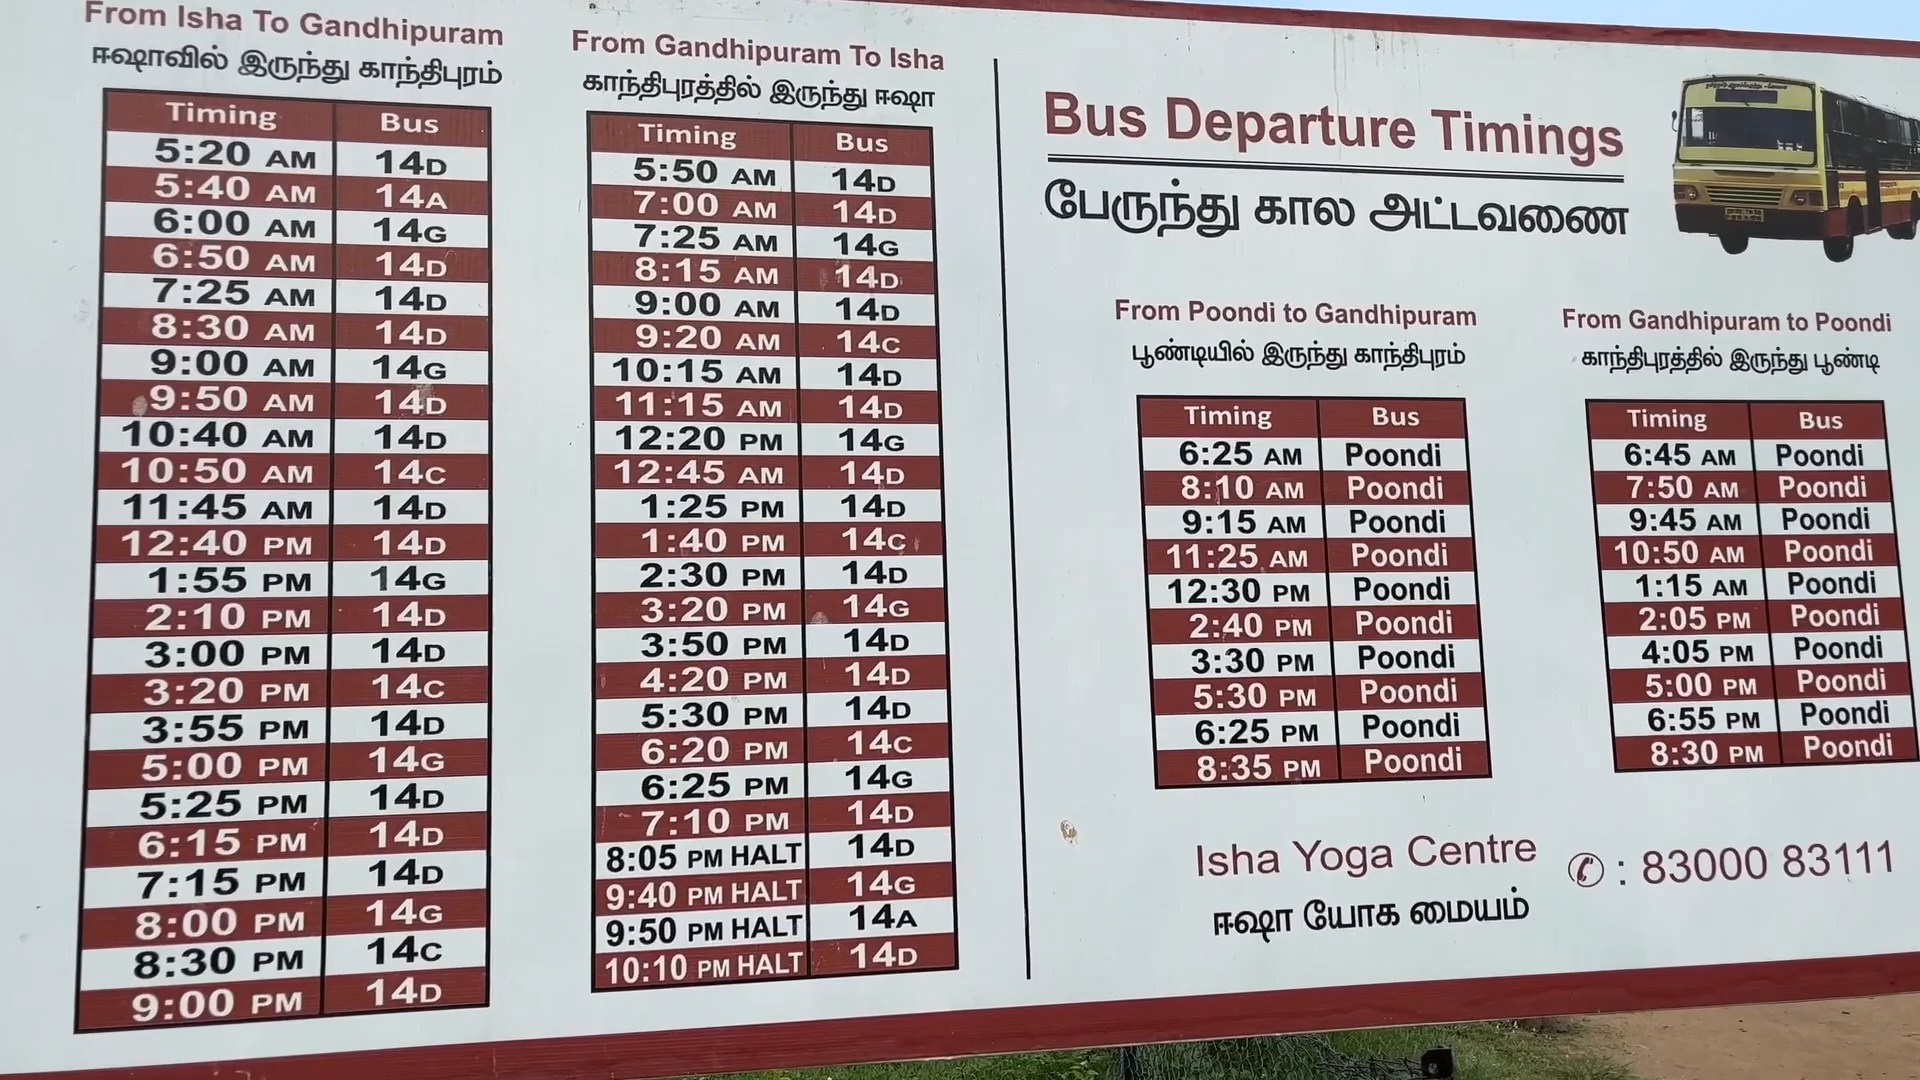 From Isha To Gandhipuram
ஈஷாவில் இருந்து காந்திபுரம்
Timing Bus
5:20 AM 14D
5:40 AM 14A
6:00 AM 14G
6:50 AM 14D
7:25 AM 14D
8:30 AM 14D
9:00 AM 14G
9:50 AM 14D
10:40 AM 14D
10:50 AM 14C
11:45 AM 14D
12:40 PM 14D
1:55 PM 14G
2:10 PM 14D
3:00 PM 14D
3:20 PM 14C
3:55 PM 14D
5:00 PM 14G
5:25 PM 14D
6:15 PM 14D
7:15 PM 14D
8:00 PM 14G
8:30 PM 14C
9:00 PM 14D
From Gandhipuram To Isha
காந்திபுரத்தில் இருந்து ஈஷா
Timing Bus
5:50 AM 14D
7:00 AM 14D
7:25 AM 14G
8:15 AM 14D
9:00 AM 14D
9:20 AM 14C
10:15 AM 14D
11:15 AM 14D
12:20 PM 14G
12:45 AM 14D
1:25 PM 14D
1:40 PM 14C
2:30 PM 14D
3:20 PM 14G
3:50 PM 14D
4:20 PM 14D
5:30 PM 14D
6:20 PM 14C
6:25 PM 14G
7:10 PM 14D
8:05 PM HALT 14D
9:40 PM HALT 14G
9:50 PM HALT 14A
10:10 PM HALT 14D
Bus Departure Timings
பேருந்து கால அட்டவணை
From Poondi to Gandhipuram
பூண்டியில் இருந்து காந்திபுரம்
Timing Bus
6:25 AM Poondi
8:10 AM Poondi
9:15 AM Poondi
11:25 AM Poondi
12:30 PM Poondi
2:40 PM Poondi
3:30 PM Poondi
5:30 PM Poondi
6:25 PM Poondi
8:35 PM Poondi
From Gandhipuram to Poondi
காந்திபுரத்தில் இருந்து பூண்டி
Timing Bus
6:45 AM Poondi
7:50 AM Poondi
9:45 AM Poondi
10:50 AM Poondi
1:15 AM Poondi
2:05 PM Poondi
4:05 PM Poondi
5:00 PM Poondi
6:55 PM Poondi
8:30 PM Poondi
Isha Yoga Centre ✆ : 83000 83111
ஈஷா யோக மையம்